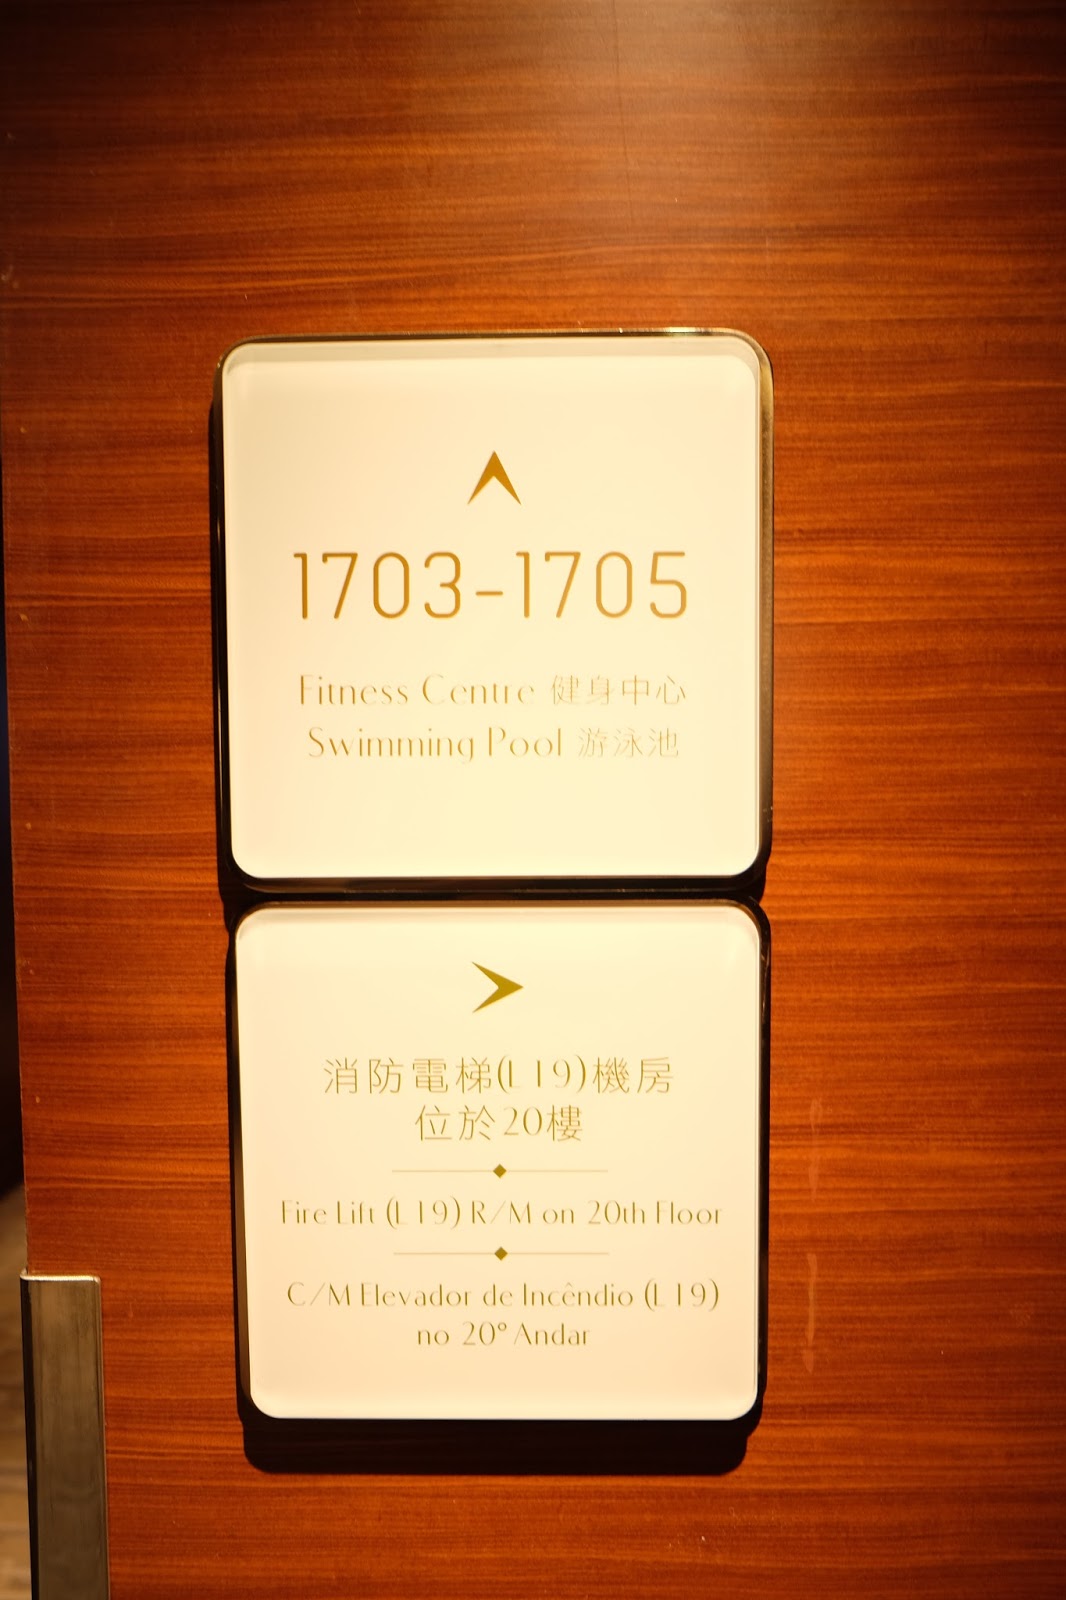 1703-1705
Fitness Centre 健身中心
Swimming Pool 游泳池
消防電梯(L19)機房
位於20樓
Fire Lift (L19) R/M on 20th Floor
C/M Elevador de Incêndio (L19)
no 20° Andar